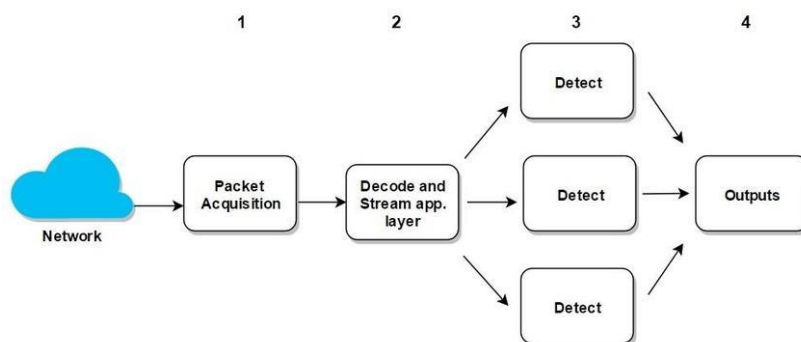 1 2 3 4
Detect
Network
Packet
Acquisition
Decode and
Stream app.
layer
Detect
Outputs
Detect